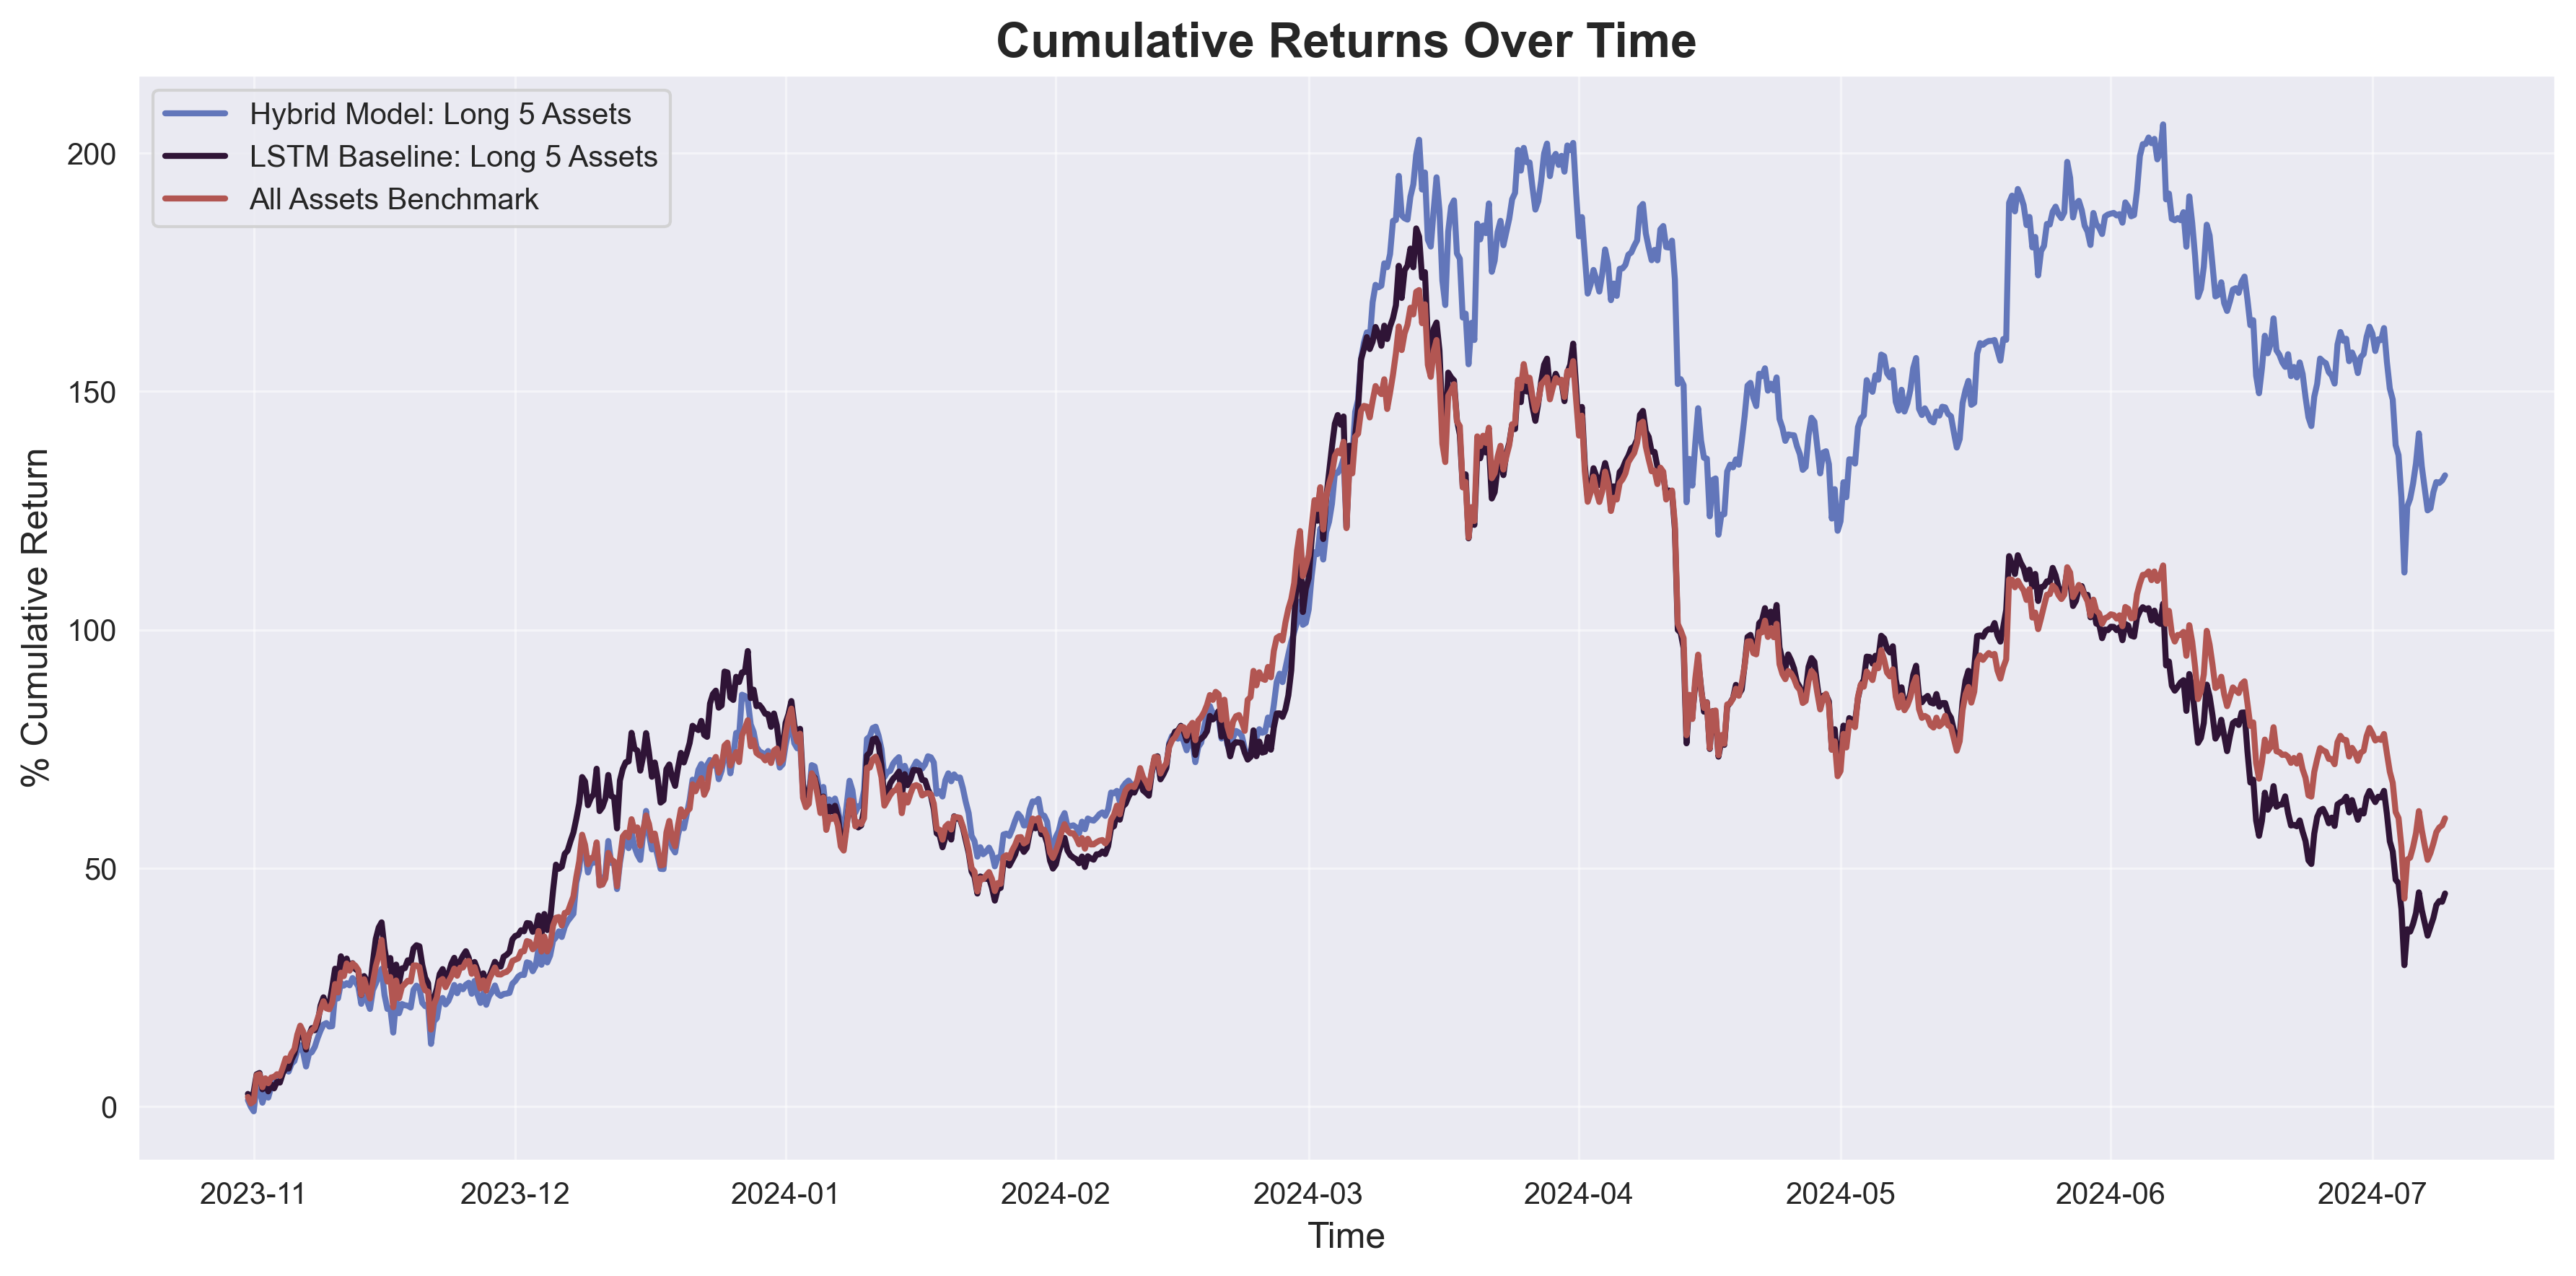 Cumulative Returns Over Time
Hybrid Model: Long 5 Assets
LSTM Baseline: Long 5 Assets
All Assets Benchmark
% Cumulative Return
200
150
100
50
0
2023-11
2023-12
2024-01
2024-02
2024-03
2024-04
2024-05
2024-06
2024-07
Time